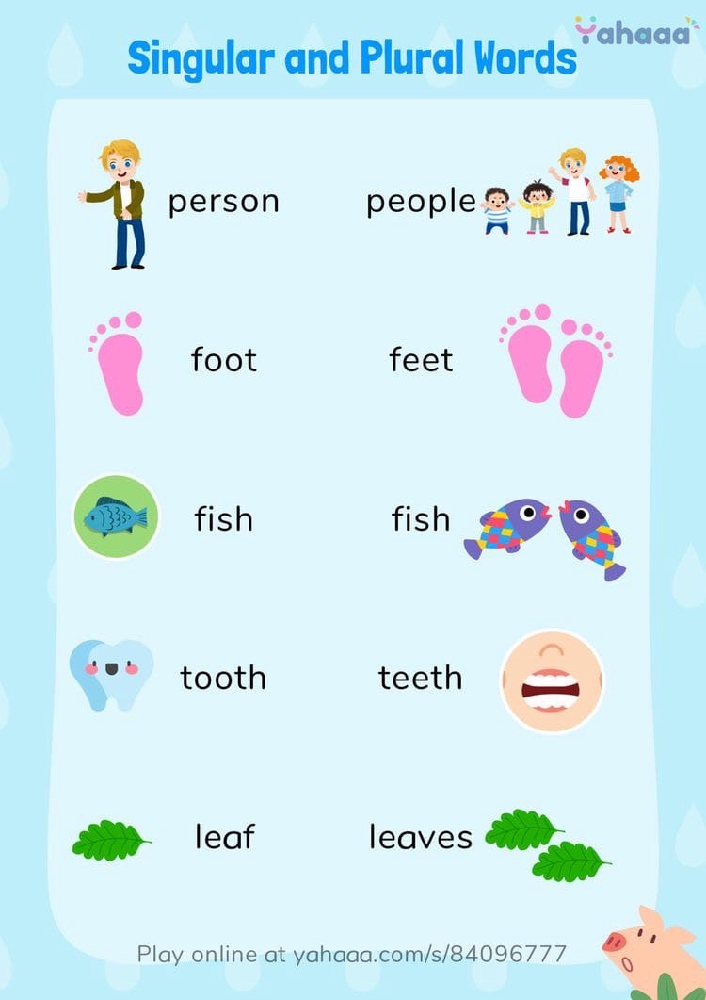 Yahaaa
Singular and Plural Words
person people
foot feet
fish fish
tooth teeth
leaf leaves
Play online at yahaaa.com/s/84096777